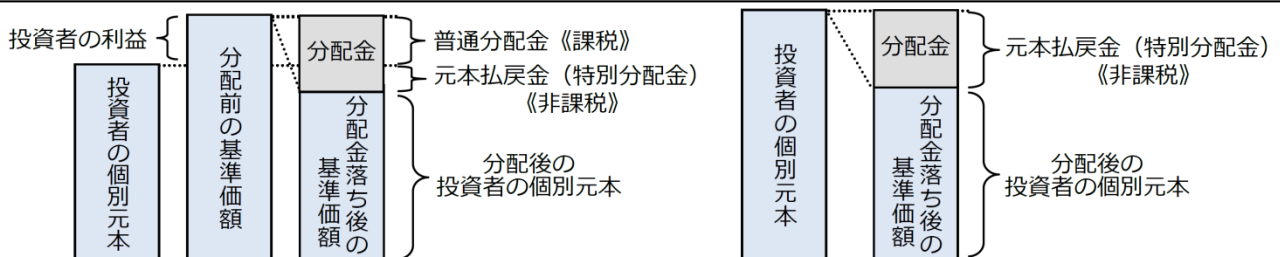 投資者の利益
投資者の個別元本
分配前の基準価額
分配金
分配金落ち後の
基準価額
普通分配金《課税》
元本払戻金（特別分配金）
《非課税》
分配後の
投資者の個別元本
投資者の個別元本
分配金
分配金落ち後の
基準価額
元本払戻金（特別分配金）
《非課税》
分配後の
投資者の個別元本